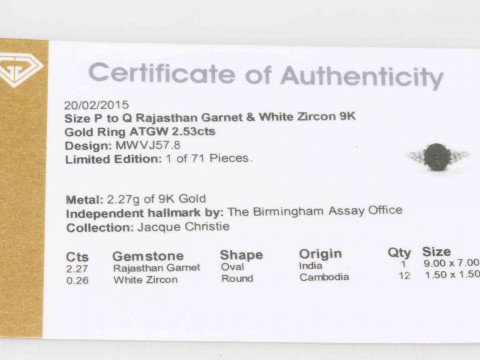 Certificate of Authenticity
20/02/2015
Size P to Q Rajasthan Garnet & White Zircon 9K
Gold Ring ATGW 2.53cts
Design: MWVJ57.8
Limited Edition: 1 of 71 Pieces.
Metal: 2.27g of 9K Gold
Independent hallmark by: The Birmingham Assay Office
Collection: Jacque Christie
Cts Gemstone Shape Origin Qty Size
2.27 Rajasthan Garnet Oval India 1 9.00 x 7.00
0.26 White Zircon Round Cambodia 12 1.50 x 1.50